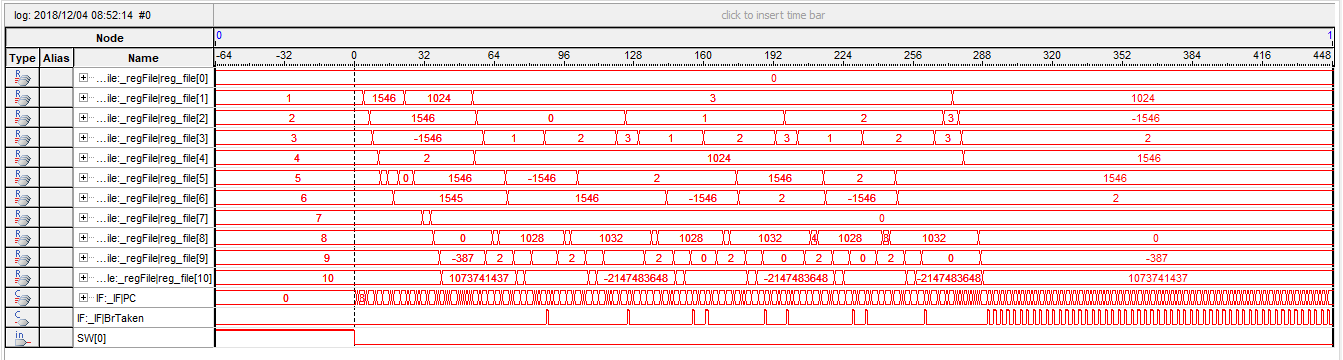 log: 2018/12/04 08:52:14 #0 click to insert time bar
Node 0 1
Type Alias Name -64 -32 0 32 64 96 128 160 192 224 256 288 320 352 384 416 448
R ...ile:_regFile|reg_file[0] 0
R ...ile:_regFile|reg_file[1] 1 1546 1024 3 1024
R ...ile:_regFile|reg_file[2] 2 1546 0 1 2 3 -1546
R ...ile:_regFile|reg_file[3] 3 -1546 1 2 3 1 2 3 1 2 3 2
R ...ile:_regFile|reg_file[4] 4 2 1024 1546
R ...ile:_regFile|reg_file[5] 5 0 1546 -1546 2 1546 2 1546
R ...ile:_regFile|reg_file[6] 6 1545 1546 -1546 2 -1546 2
R ...ile:_regFile|reg_file[7] 7 0
R ...ile:_regFile|reg_file[8] 8 0 1028 1032 1028 1032 4 1028 8 1032 0
R ...ile:_regFile|reg_file[9] 9 -387 2 2 2 0 2 0 2 0 2 0 -387
R ...le:_regFile|reg_file[10] 10 1073741437 -2147483648 -2147483648 -2147483648 1073741437
C IF:_IF|PC 0 8
C IF:_IF|BrTaken
in SW[0]